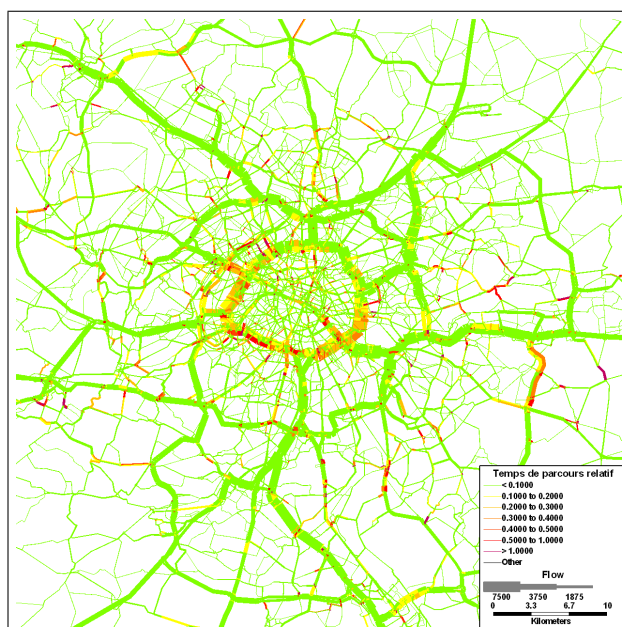 Temps de parcours relatif
< 0.1000
0.1000 to 0.2000
0.2000 to 0.3000
0.3000 to 0.4000
0.4000 to 0.5000
0.5000 to 1.0000
> 1.0000
Other
Flow
7500 3750 1875
0 3.3 6.7 10
Kilometers